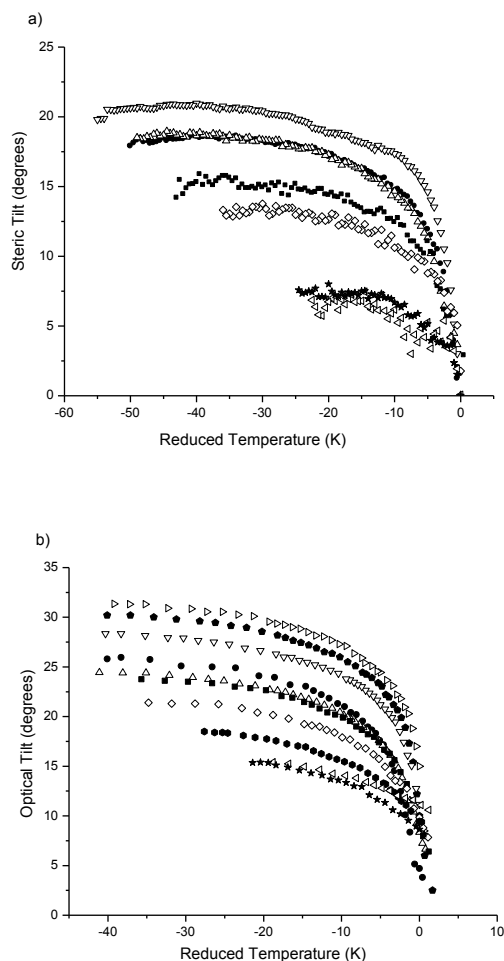 a)
25
20
15
10
5
0
Steric Tilt (degrees)
-60 -50 -40 -30 -20 -10 0
Reduced Temperature (K)
b)
35
30
25
20
15
10
5
0
Optical Tilt (degrees)
-40 -30 -20 -10 0 10
Reduced Temperature (K)